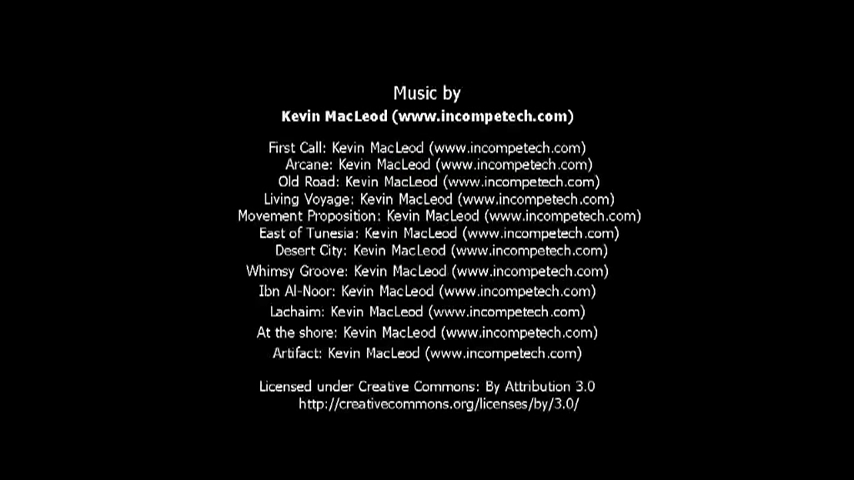 Music by
Kevin MacLeod (www.incompetech.com)
First Call: Kevin MacLeod (www.incompetech.com)
Arcane: Kevin MacLeod (www.incompetech.com)
Old Road: Kevin MacLeod (www.incompetech.com)
Living Voyage: Kevin MacLeod (www.incompetech.com)
Movement Proposition: Kevin MacLeod (www.incompetech.com)
East of Tunesia: Kevin MacLeod (www.incompetech.com)
Desert City: Kevin MacLeod (www.incompetech.com)
Whimsy Groove: Kevin MacLeod (www.incompetech.com)
Ibn Al-Noor: Kevin MacLeod (www.incompetech.com)
Lachaim: Kevin MacLeod (www.incompetech.com)
At the shore: Kevin MacLeod (www.incompetech.com)
Artifact: Kevin MacLeod (www.incompetech.com)
Licensed under Creative Commons: By Attribution 3.0
http://creativecommons.org/licenses/by/3.0/